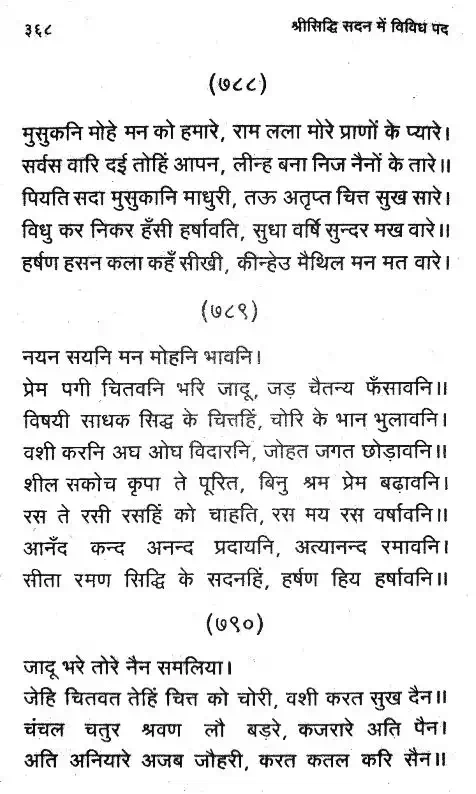 ३६८ श्रीसिद्धि सदन में विविध पद
(७८८)
मुसुकनि मोहे मन को हमारे, राम लला मोरे प्राणों के प्यारे।
सर्वस वारि दई तोहिं आपन, लीन्ह बना निज नैनों के तारे॥
पियति सदा मुसुकानि माधुरी, तऊ अतृप्त चित्त सुख सारे।
विधु कर निकर हँसी हर्षावति, सुधा वर्षि सुन्दर मख वारे॥
हर्षण हसन कला कहँ सीखी, कीन्हेउ मैथिल मन मत वारे।
(७८९)
नयन सयनि मन मोहनि भावनि।
प्रेम पगी चितवनि भरि जादू, जड़ चैतन्य फँसावनि॥
विषयी साधक सिद्ध के चित्तहिं, चोरि के भान भुलावनि।
वशी करनि अघ ओघ विदारनि, जोहत जगत छोड़ावनि॥
शील सकोच कृपा ते पूरित, बिनु श्रम प्रेम बढ़ावनि।
रस ते रसी रसहिं को चाहति, रस मय रस वर्षावनि॥
आनँद कन्द अनन्द प्रदायनि, अत्यानन्द रमावनि।
सीता रमण सिद्धि के सदनहिं, हर्षण हिय हर्षावनि॥
(७९०)
जादू भरे तोरे नैन समलिया।
जेहि चितवत तेहिं चित्त को चोरी, वशी करत सुख दैन॥
चंचल चतुर श्रवण लौ बड़रे, कजरारे अति पैन।
अति अनियारे अजब जौहरी, करत कतल करि सैन॥